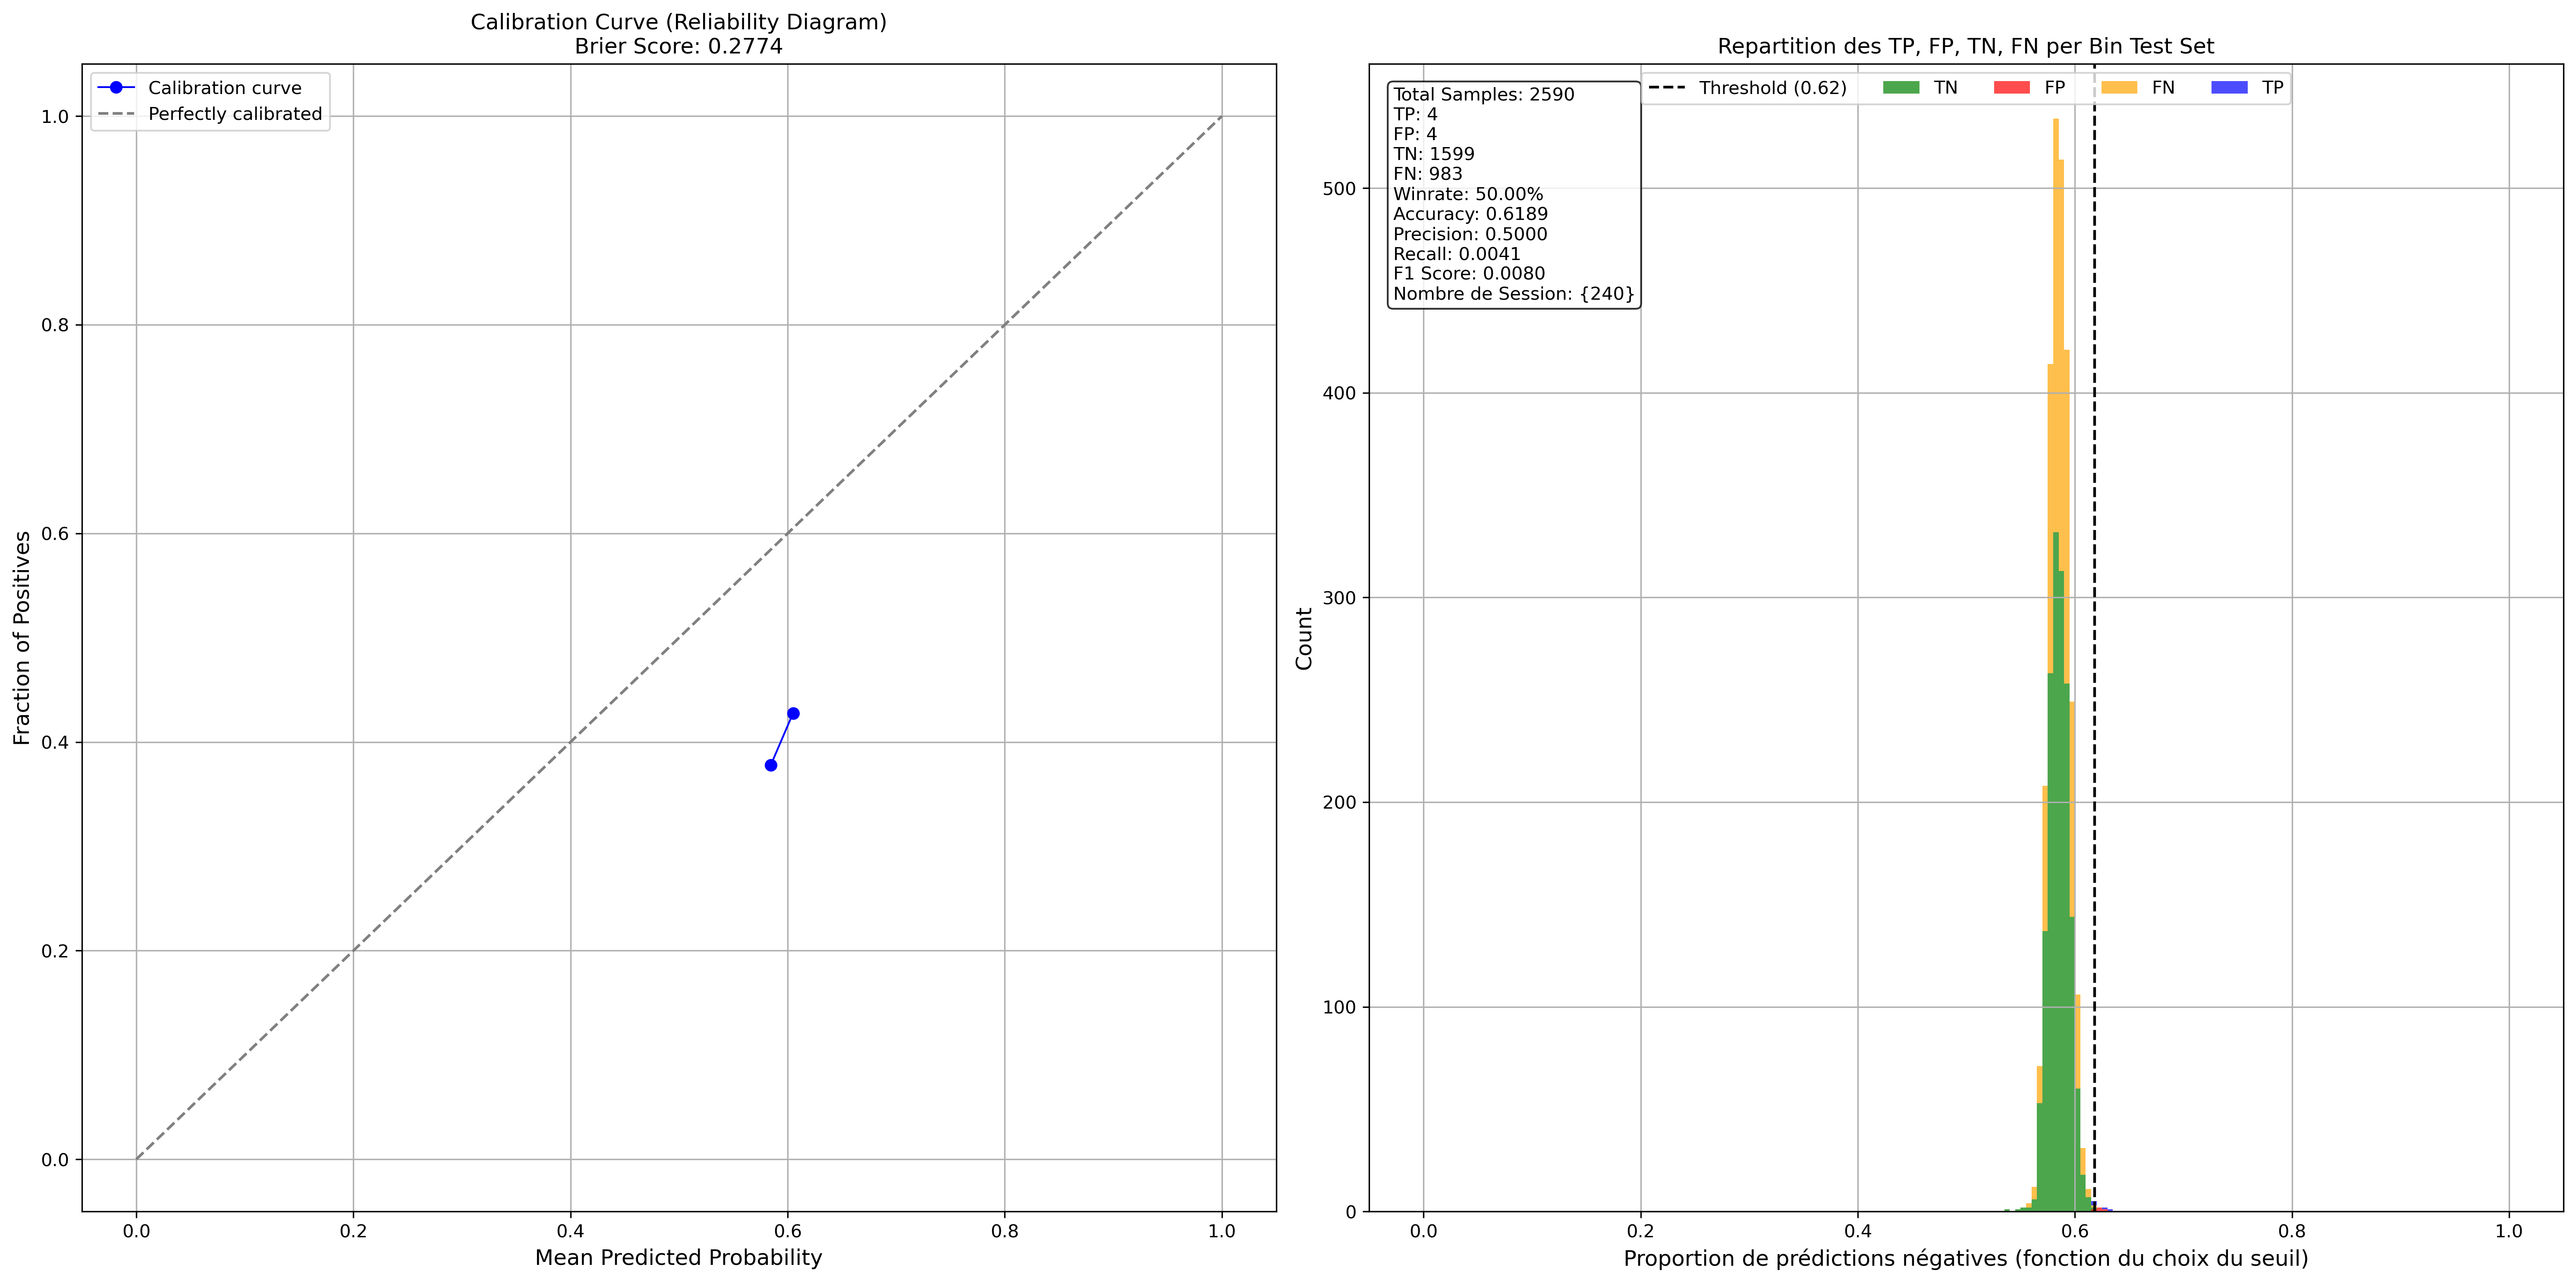 Calibration Curve (Reliability Diagram)
Brier Score: 0.2774
Calibration curve
Perfectly calibrated
1.0
0.8
0.6
0.4
0.2
0.0
Fraction of Positives
0.0 0.2 0.4 0.6 0.8 1.0
Mean Predicted Probability
Repartition des TP, FP, TN, FN per Bin Test Set
Threshold (0.62) TN FP FN TP
Total Samples: 2590
TP: 4
FP: 4
TN: 1599
FN: 983
Winrate: 50.00%
Accuracy: 0.6189
Precision: 0.5000
Recall: 0.0041
F1 Score: 0.0080
Nombre de Session: {240}
500
400
300
200
100
0
Count
0.0 0.2 0.4 0.6 0.8 1.0
Proportion de prédictions négatives (fonction du choix du seuil)